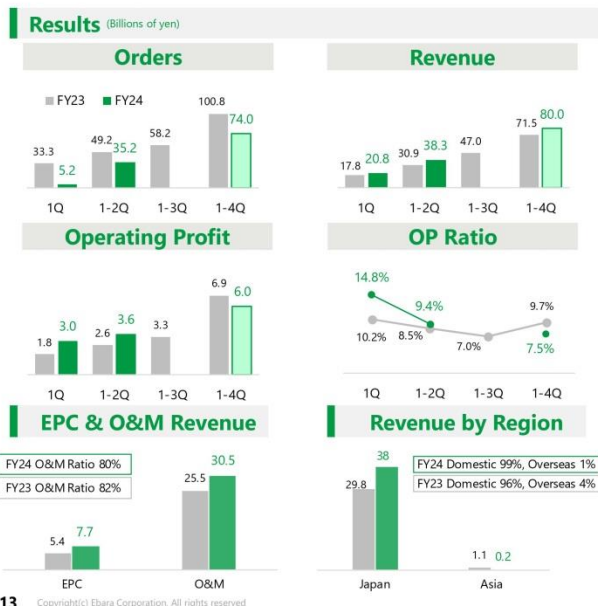 Results (Billions of yen)
Orders
FY23 FY24
33.3 5.2 49.2 35.2 58.2 100.8 74.0
1Q 1-2Q 1-3Q 1-4Q
Revenue
17.8 20.8 30.9 38.3 47.0 71.5 80.0
1Q 1-2Q 1-3Q 1-4Q
Operating Profit
1.8 3.0 2.6 3.6 3.3 6.9 6.0
1Q 1-2Q 1-3Q 1-4Q
OP Ratio
14.8% 9.4% 9.7%
10.2% 8.5% 7.0% 7.5%
1Q 1-2Q 1-3Q 1-4Q
EPC & O&M Revenue
FY24 O&M Ratio 80%
FY23 O&M Ratio 82%
5.4 7.7 25.5 30.5
EPC O&M
Revenue by Region
FY24 Domestic 99%, Overseas 1%
FY23 Domestic 96%, Overseas 4%
29.8 38 1.1 0.2
Japan Asia
13 Copyright(c) Ebara Corporation. All rights reserved